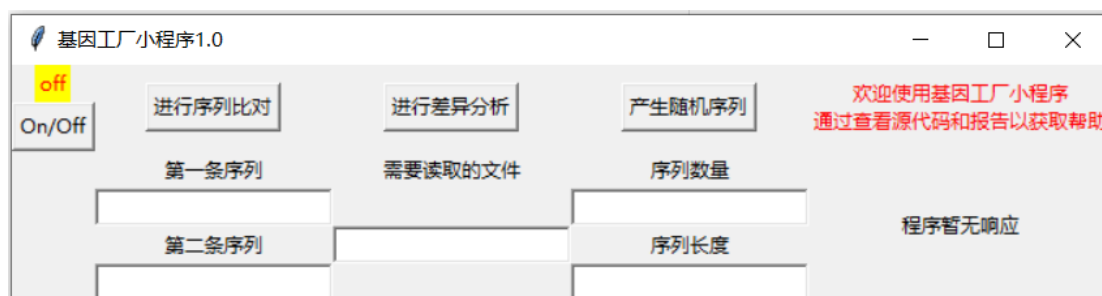 基因工厂小程序1.0
off
On/Off
进行序列比对
进行差异分析
产生随机序列
欢迎使用基因工厂小程序
通过查看源代码和报告以获取帮助
第一条序列
需要读取的文件
序列数量
程序暂无响应
第二条序列
序列长度